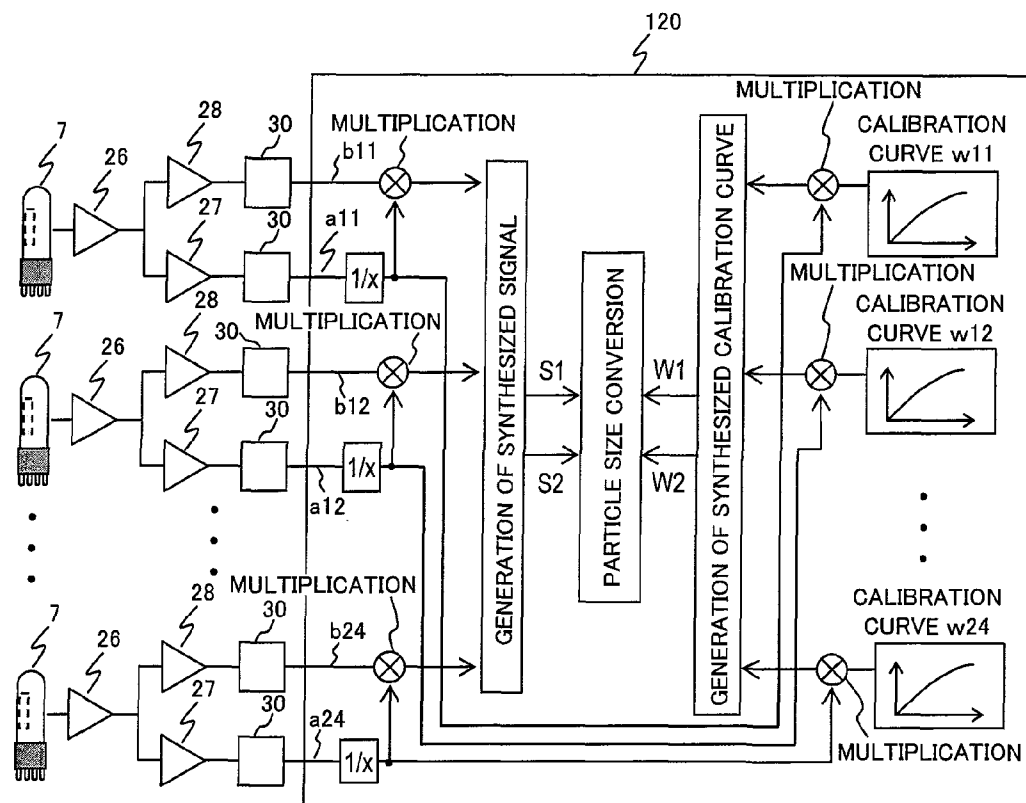 120
MULTIPLICATION
CALIBRATION
CURVE w11
7
26
28
30
b11
MULTIPLICATION
27
30
a11
1/x
MULTIPLICATION
MULTIPLICATION
CALIBRATION
CURVE w12
7
26
28
30
b12
27
30
a12
1/x
GENERATION OF SYNTHESIZED SIGNAL
S1
S2
PARTICLE SIZE CONVERSION
W1
W2
GENERATION OF SYNTHESIZED CALIBRATION CURVE
MULTIPLICATION
CALIBRATION
CURVE w24
7
26
28
30
b24
27
30
a24
1/x
MULTIPLICATION